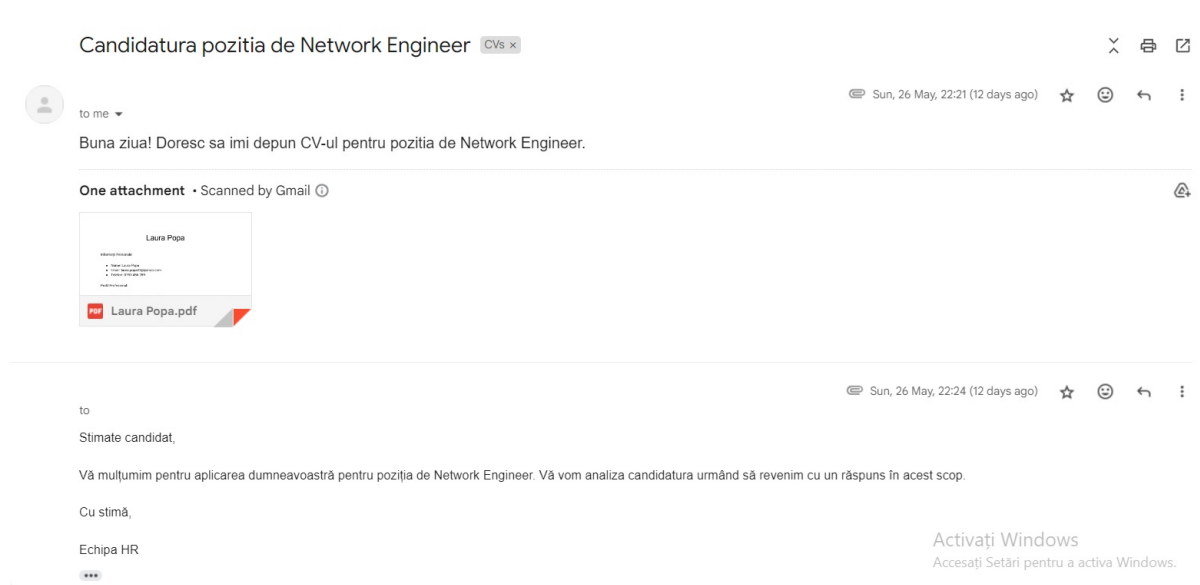 Candidatura pozitia de Network Engineer CVs ×
Sun, 26 May, 22:21 (12 days ago)
to me
Buna ziua! Doresc sa imi depun CV-ul pentru pozitia de Network Engineer.
One attachment • Scanned by Gmail
Laura Popa
PDF Laura Popa.pdf
Sun, 26 May, 22:24 (12 days ago)
to
Stimate candidat,
Vă mulțumim pentru aplicarea dumneavoastră pentru poziția de Network Engineer. Vă vom analiza candidatura urmând să revenim cu un răspuns în acest scop.
Cu stimă,
Echipa HR
Activați Windows
Accesați Setări pentru a activa Windows.